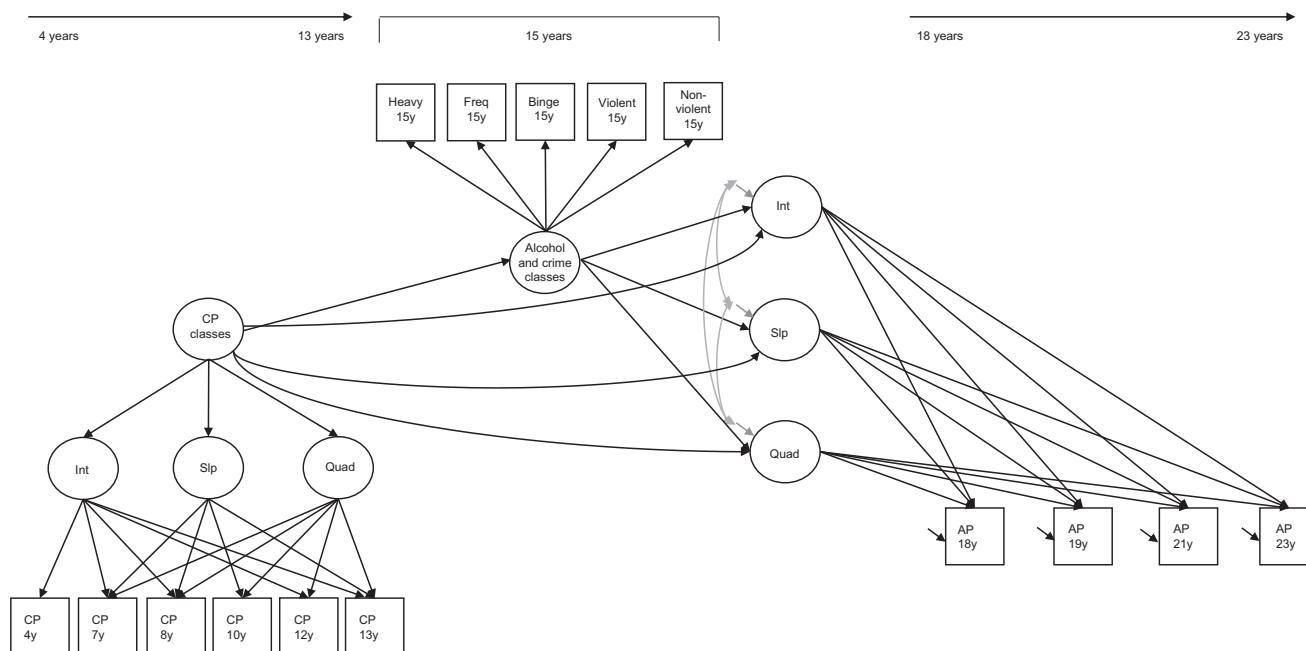 4 years
13 years
15 years
18 years
23 years
Heavy
15y
Freq
15y
Binge
15y
Violent
15y
Non-
violent
15y
Int
Alcohol
and crime
classes
CP
classes
Slp
Quad
Int
Slp
Quad
AP
18y
AP
19y
AP
21y
AP
23y
CP
4y
CP
7y
CP
8y
CP
10y
CP
12y
CP
13y